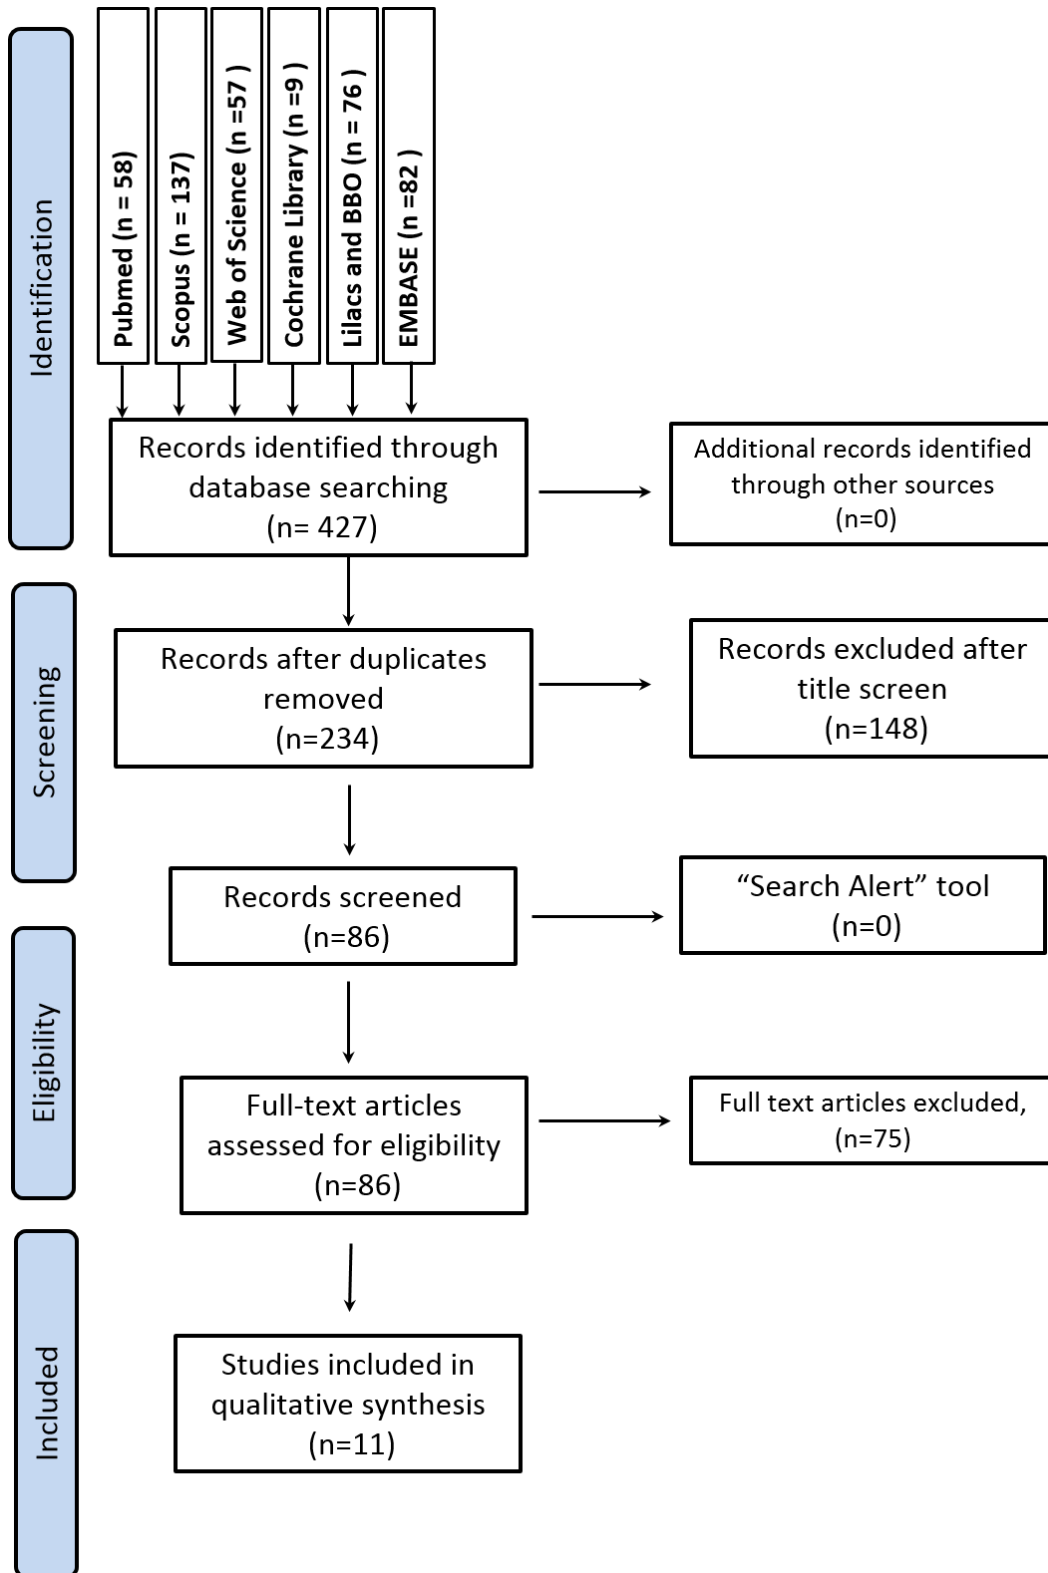 Identification
Pubmed (n = 58)
Scopus (n = 137)
Web of Science (n =57 )
Cochrane Library (n =9 )
Lilacs and BBO (n = 76 )
EMBASE (n =82 )
Records identified through
database searching
(n= 427)
Additional records identified
through other sources
(n=0)
Screening
Records after duplicates
removed
(n=234)
Records excluded after
title screen
(n=148)
Records screened
(n=86)
“Search Alert” tool
(n=0)
Eligibility
Full-text articles
assessed for eligibility
(n=86)
Full text articles excluded,
(n=75)
Included
Studies included in
qualitative synthesis
(n=11)